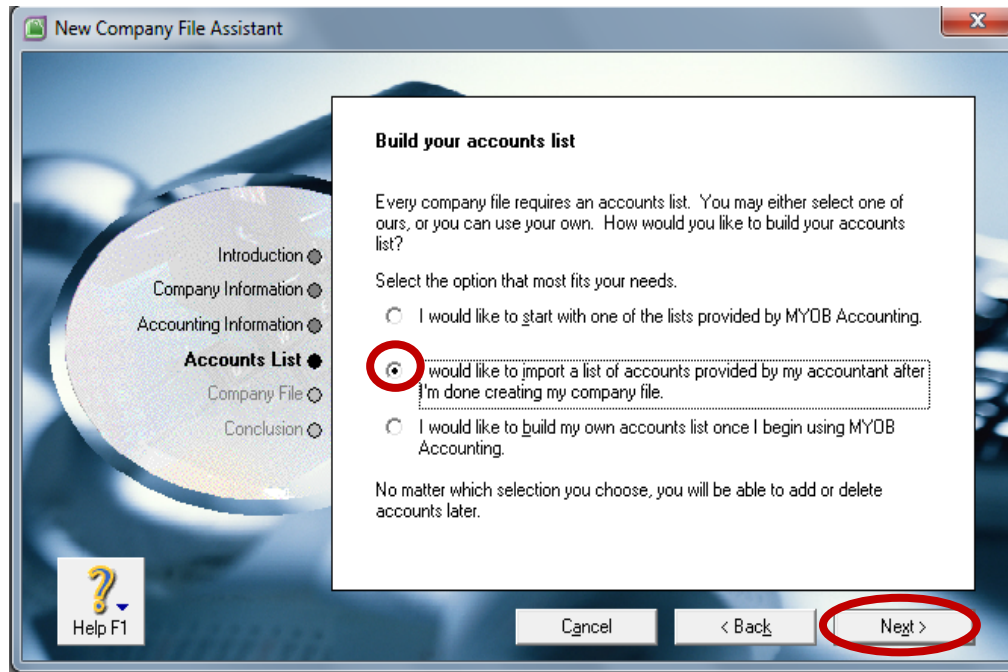 New Company File Assistant
Build your accounts list
Every company file requires an accounts list. You may either select one of
ours, or you can use your own. How would you like to build your accounts
list?
Select the option that most fits your needs.
I would like to start with one of the lists provided by MYOB Accounting.
I would like to import a list of accounts provided by my accountant after
I'm done creating my company file.
I would like to build my own accounts list once I begin using MYOB
Accounting.
No matter which selection you choose, you will be able to add or delete
accounts later.
Introduction
Company Information
Accounting Information
Accounts List
Company File
Conclusion
Help F1
Cancel
< Back
Next >